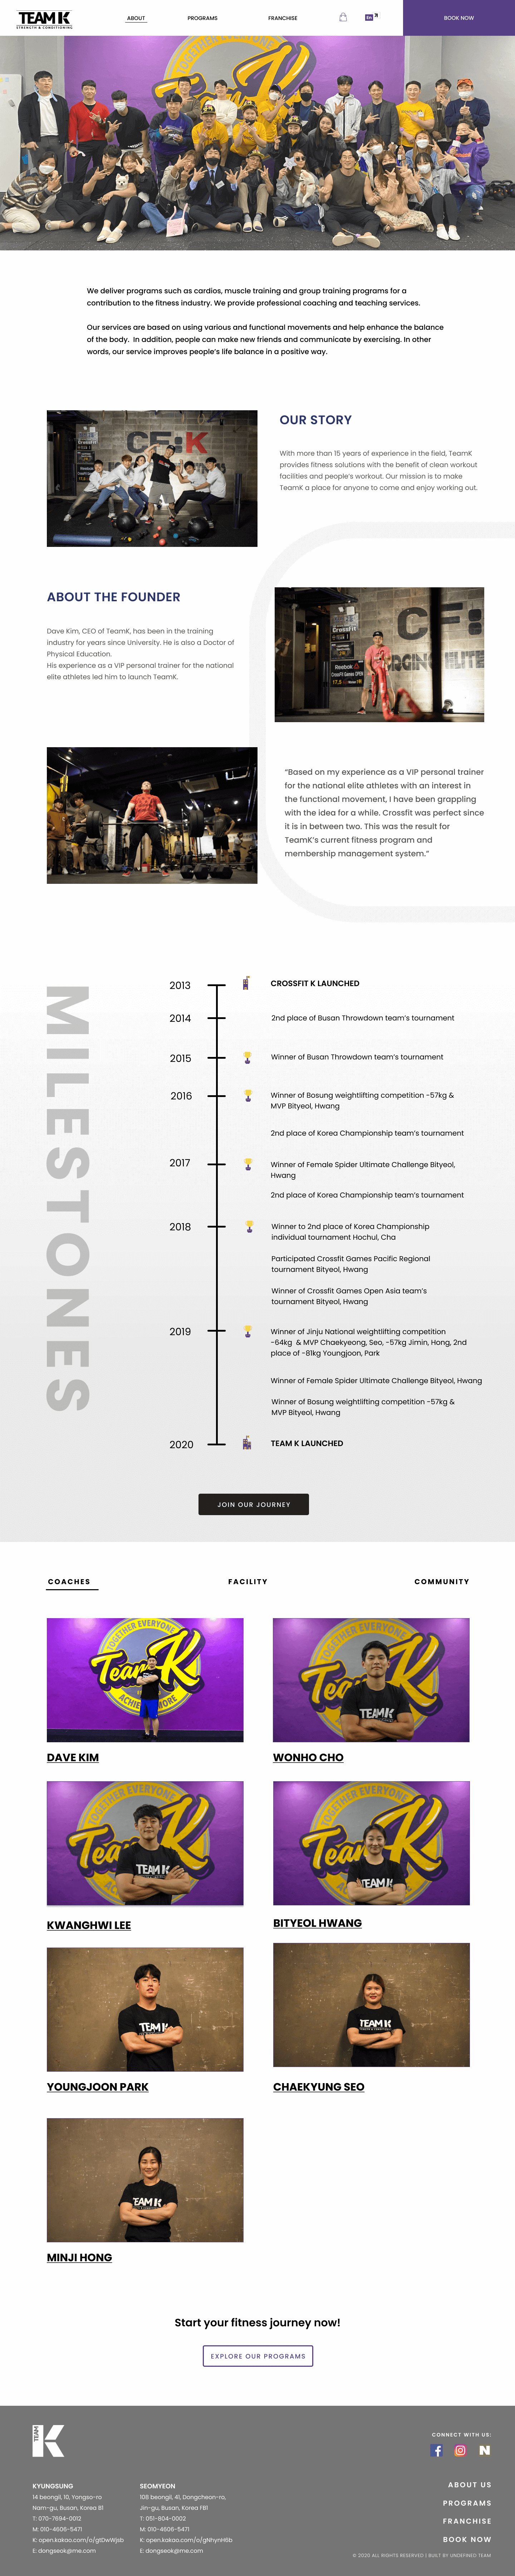 TEAM K
STRENGTH & CONDITIONING
ABOUT
PROGRAMS
FRANCHISE
En
BOOK NOW
We deliver programs such as cardios, muscle training and group training programs for a
contribution to the fitness industry. We provide professional coaching and teaching services.
Our services are based on using various and functional movements and help enhance the balance
of the body. In addition, people can make new friends and communicate by exercising. In other
words, our service improves people's life balance in a positive way.
OUR STORY
With more than 15 years of experience in the field, TeamK
provides fitness solutions with the benefit of clean workout
facilities and people's workout. Our mission is to make
TeamK a place for anyone to come and enjoy working out.
ABOUT THE FOUNDER
Dave Kim, CEO of TeamK, has been in the training
industry for years since University. He is also a Doctor of
Physical Education.
His experience as a VIP personal trainer for the national
elite athletes led him to launch TeamK.
CrossFit
Reebok
CrossFit Games OPEN
17.5
"Based on my experience as a VIP personal trainer
for the national elite athletes with an interest in
the functional movement, I have been grappling
with the idea for a while. Crossfit was perfect since
it is in between two. This was the result for
TeamK's current fitness program and
membership management system."
MILESTONES
2013
CROSSFIT K LAUNCHED
2014
2nd place of Busan Throwdown team's tournament
2015
Winner of Busan Throwdown team's tournament
2016
Winner of Bosung weightlifting competition -57kg &
MVP Bityeol, Hwang
2nd place of Korea Championship team's tournament
2017
Winner of Female Spider Ultimate Challenge Bityeol,
Hwang
2nd place of Korea Championship team's tournament
2018
Winner to 2nd place of Korea Championship
individual tournament Hochul, Cha
Participated Crossfit Games Pacific Regional
tournament Bityeol, Hwang
Winner of Crossfit Games Open Asia team's
tournament Bityeol, Hwang
2019
Winner of Jinju National weightlifting competition
-64kg & MVP Chaekyeong, Seo, -57kg Jimin, Hong, 2nd
place of -81kg Youngjoon, Park
Winner of Female Spider Ultimate Challenge Bityeol, Hwang
Winner of Bosung weightlifting competition -57kg &
MVP Bityeol, Hwang
2020
TEAM K LAUNCHED
JOIN OUR JOURNEY
COACHES
FACILITY
COMMUNITY
TOGETHER EVERYONE
Team K
ACHIEVES MORE
DAVE KIM
WONHO CHO
KWANGHWI LEE
BITYEOL HWANG
YOUNGJOON PARK
CHAEKYUNG SEO
MINJI HONG
Start your fitness journey now!
EXPLORE OUR PROGRAMS
TEAM K
CONNECT WITH US:
KYUNGSUNG
14 beongil, 10, Yongso-ro
Nam-gu, Busan, Korea B1
T: 070-7694-0012
M: 010-4606-5471
K: open.kakao.com/o/gtDwWjsb
E: dongseok@me.com
SEOMYEON
108 beongil, 41, Dongcheon-ro,
Jin-gu, Busan, Korea FB1
T: 051-804-0002
M: 010-4606-5471
K: open.kakao.com/o/gNhynH5b
E: dongseok@me.com
ABOUT US
PROGRAMS
FRANCHISE
BOOK NOW
© 2020 ALL RIGHTS RESERVED | BUILT BY UNDEFINED TEAM